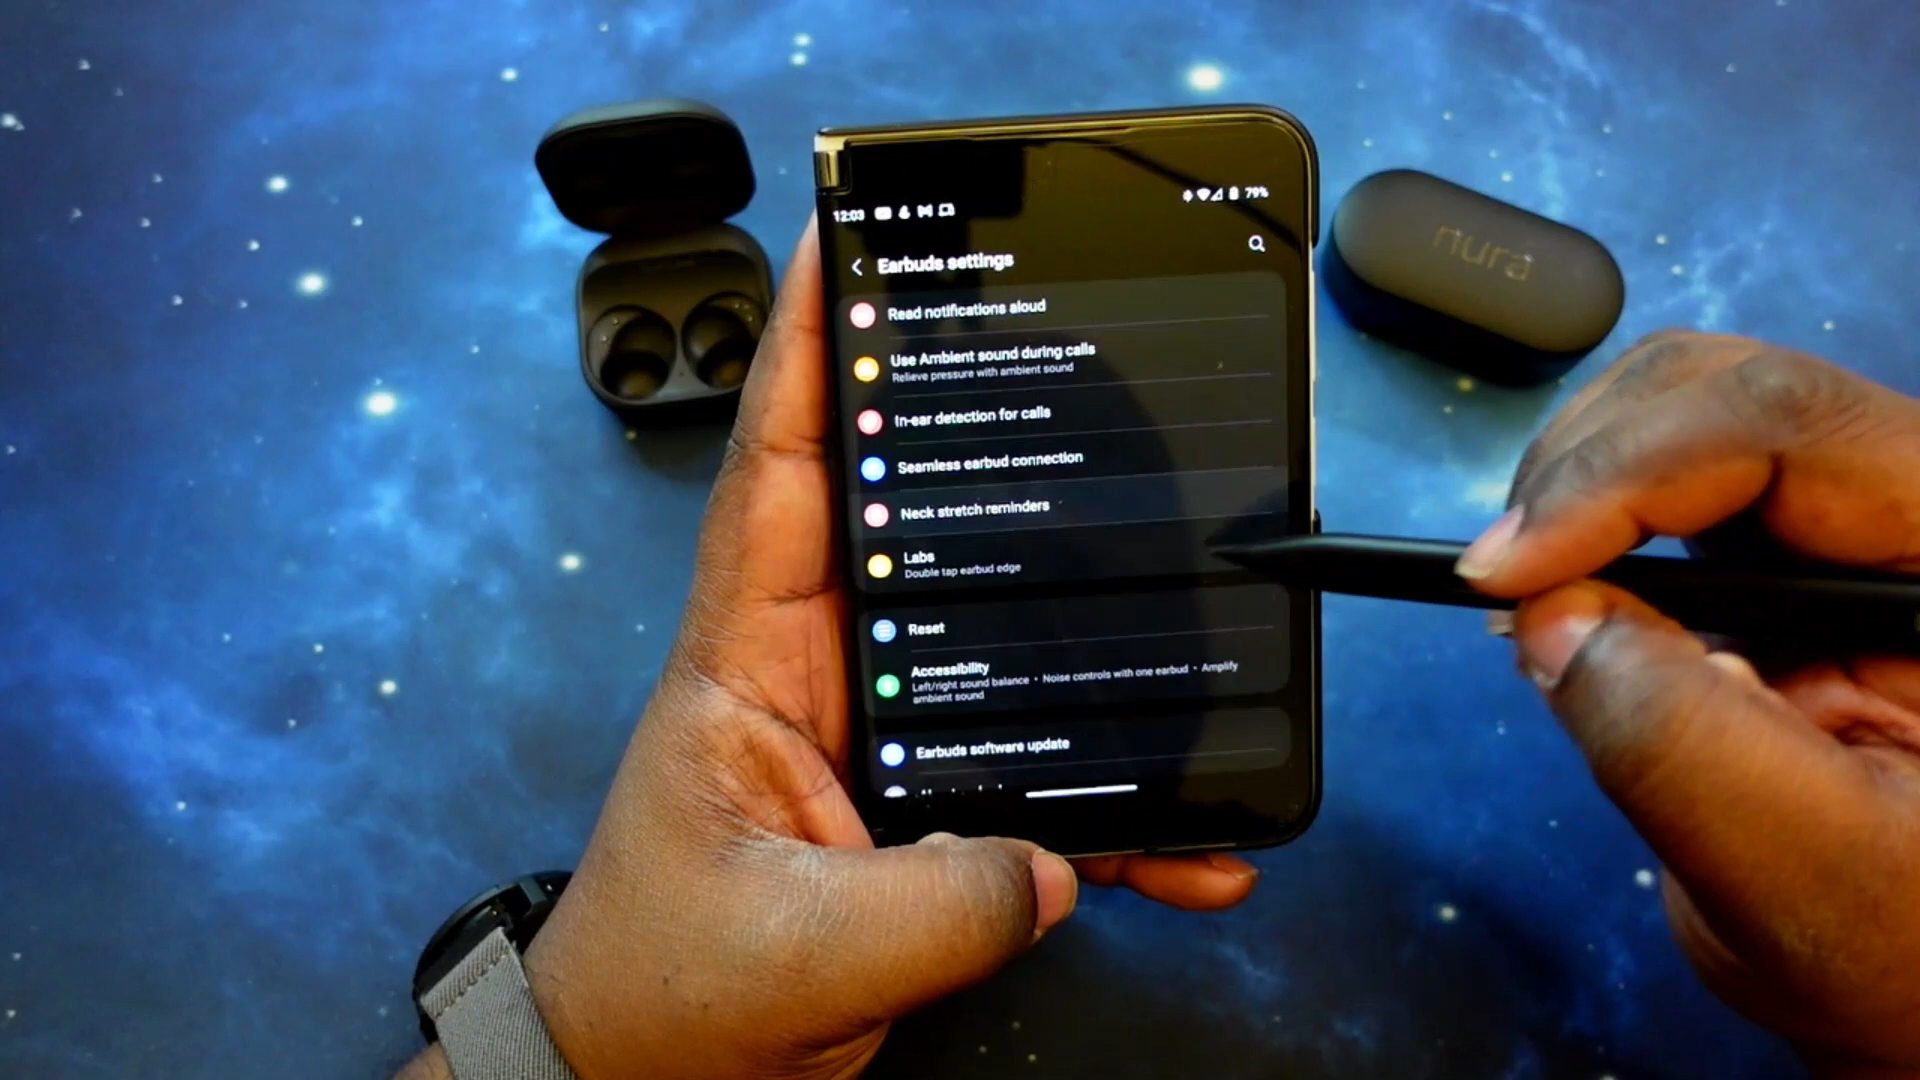 12:03
79%
Earbuds settings
Read notifications aloud
Use Ambient sound during calls
Relieve pressure with ambient sound
In-ear detection for calls
Seamless earbud connection
Neck stretch reminders
Labs
Double tap earbud edge
Reset
Accessibility
Left/right sound balance • Noise controls with one earbud • Amplify
ambient sound
Earbuds software update
nura